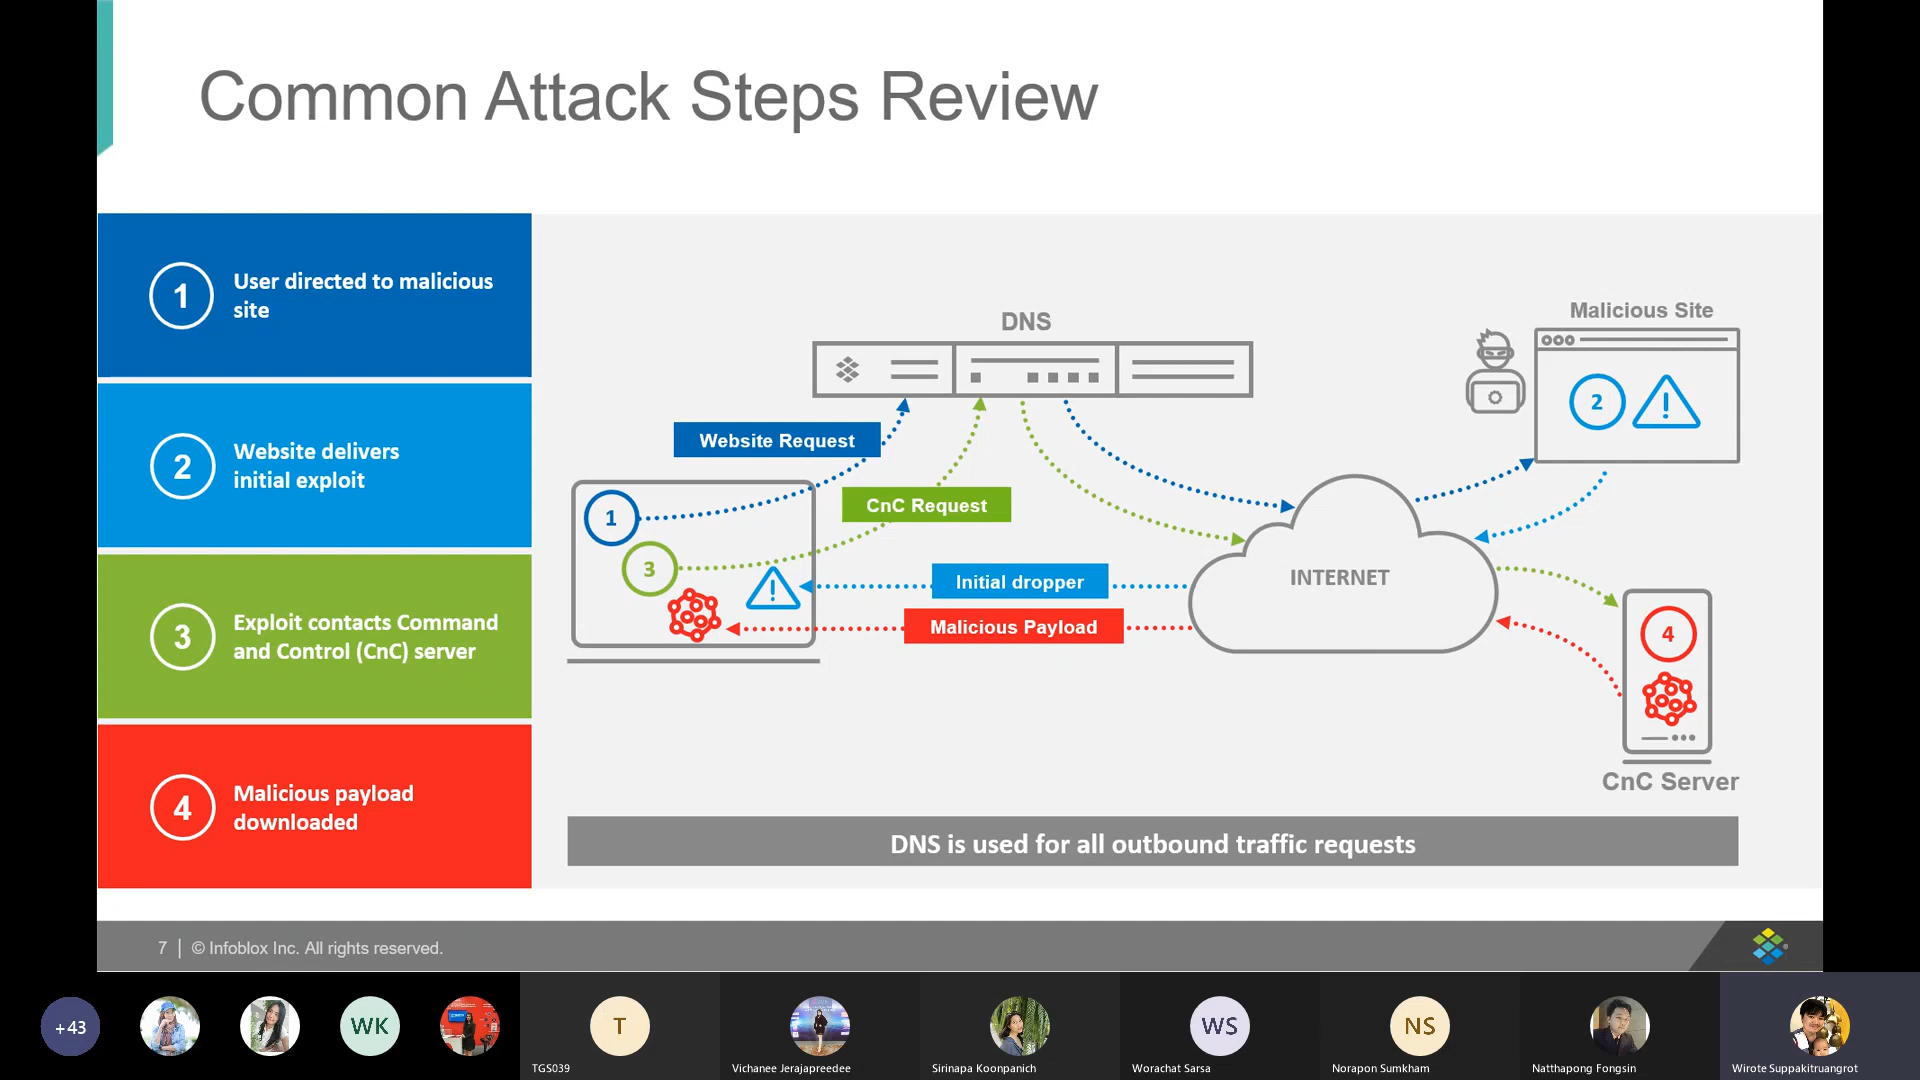 Common Attack Steps Review
1
User directed to malicious
site
2
Website delivers
initial exploit
3
Exploit contacts Command
and Control (CnC) server
4
Malicious payload
downloaded
DNS
Malicious Site
2
Website Request
CnC Request
1
3
Initial dropper
Malicious Payload
INTERNET
4
CnC Server
DNS is used for all outbound traffic requests
7 | © Infoblox Inc. All rights reserved.
+43
WK
T
WS
NS
TGS039
Vichanee Jerajapreedee
Sirinapa Koonpanich
Worachat Sarsa
Norapon Sumkham
Natthapong Fongsin
Wirote Suppakitruangrot